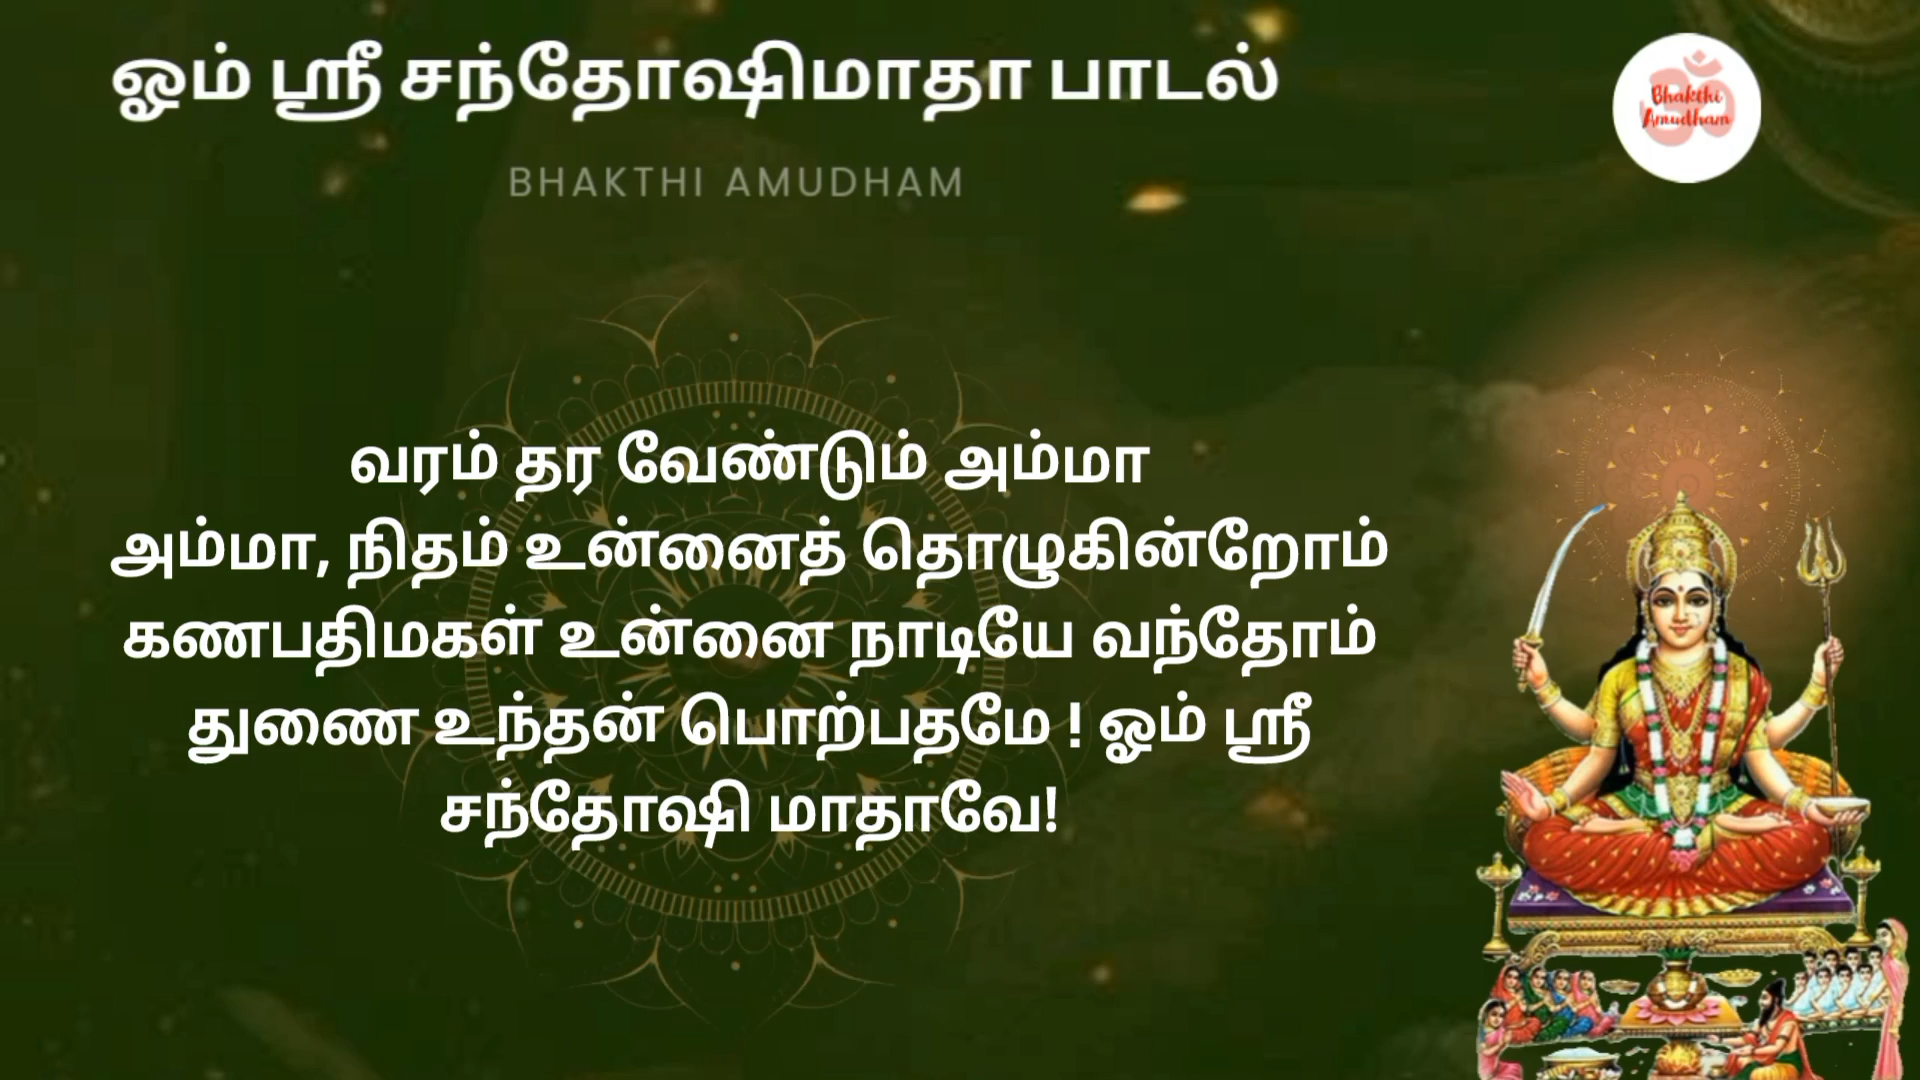 ஓம் ஸ்ரீ சந்தோஷிமாதா பாடல்
Bhakthi
Amudham
BHAKTHI AMUDHAM
வரம் தர வேண்டும் அம்மா
அம்மா, நிதம் உன்னைத் தொழுகின்றோம்
கணபதிமகள் உன்னை நாடியே வந்தோம்
துணை உந்தன் பொற்பதமே ! ஓம் ஸ்ரீ
சந்தோஷி மாதாவே!